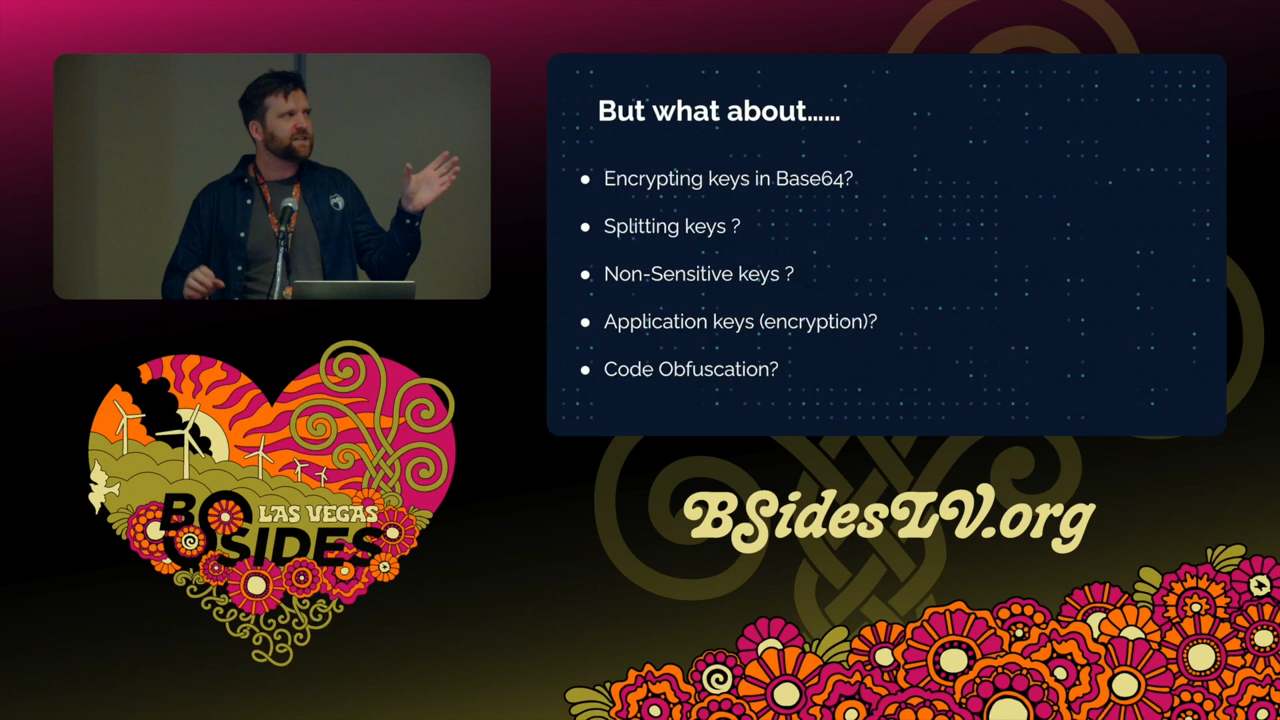 But what about......
● Encrypting keys in Base64?
● Splitting keys ?
● Non-Sensitive keys ?
● Application keys (encryption)?
● Code Obfuscation?
LAS VEGAS
BSIDES
BSidesLV.org